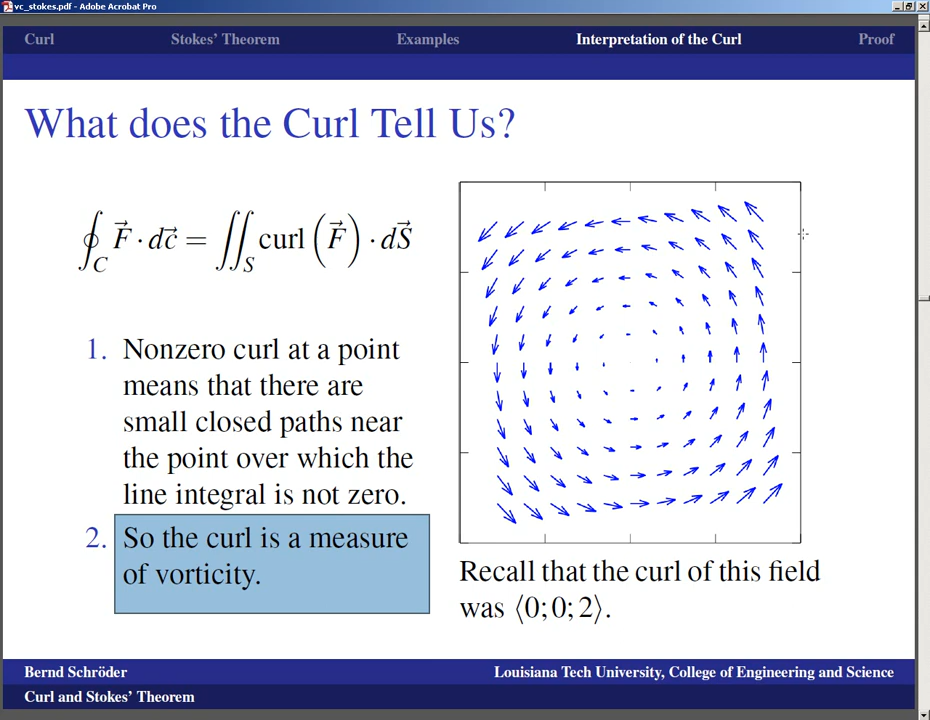 vc_stokes.pdf - Adobe Acrobat Pro
Curl Stokes' Theorem Examples Interpretation of the Curl Proof
What does the Curl Tell Us?
∮_C F⃗ · dc⃗ = ∬_S curl (F⃗) · dS⃗
1. Nonzero curl at a point
means that there are
small closed paths near
the point over which the
line integral is not zero.
2. So the curl is a measure
of vorticity.
Recall that the curl of this field
was ⟨0;0;2⟩.
Bernd Schröder
Louisiana Tech University, College of Engineering and Science
Curl and Stokes' Theorem